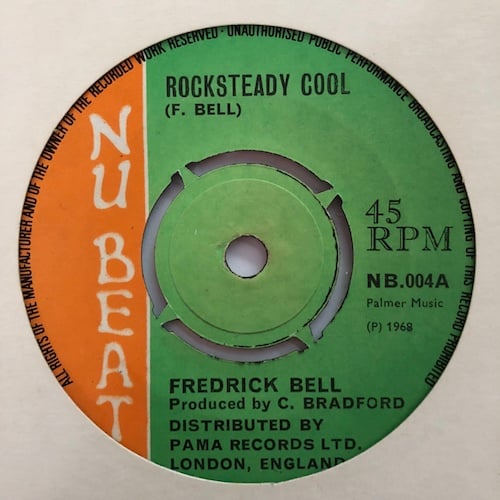 ALL RIGHTS OF THE MANUFACTURER AND OF THE OWNER OF THE RECORDED WORK RESERVED · UNAUTHORISED PUBLIC PERFORMANCE BROADCASTING AND COPYING OF THIS RECORD PROHIBITED
NU BEAT
ROCKSTEADY COOL
(F. BELL)
45
RPM
NB.004A
Palmer Music
(P) 1968
FREDRICK BELL
Produced by C. BRADFORD
DISTRIBUTED BY
PAMA RECORDS LTD.
LONDON, ENGLAND